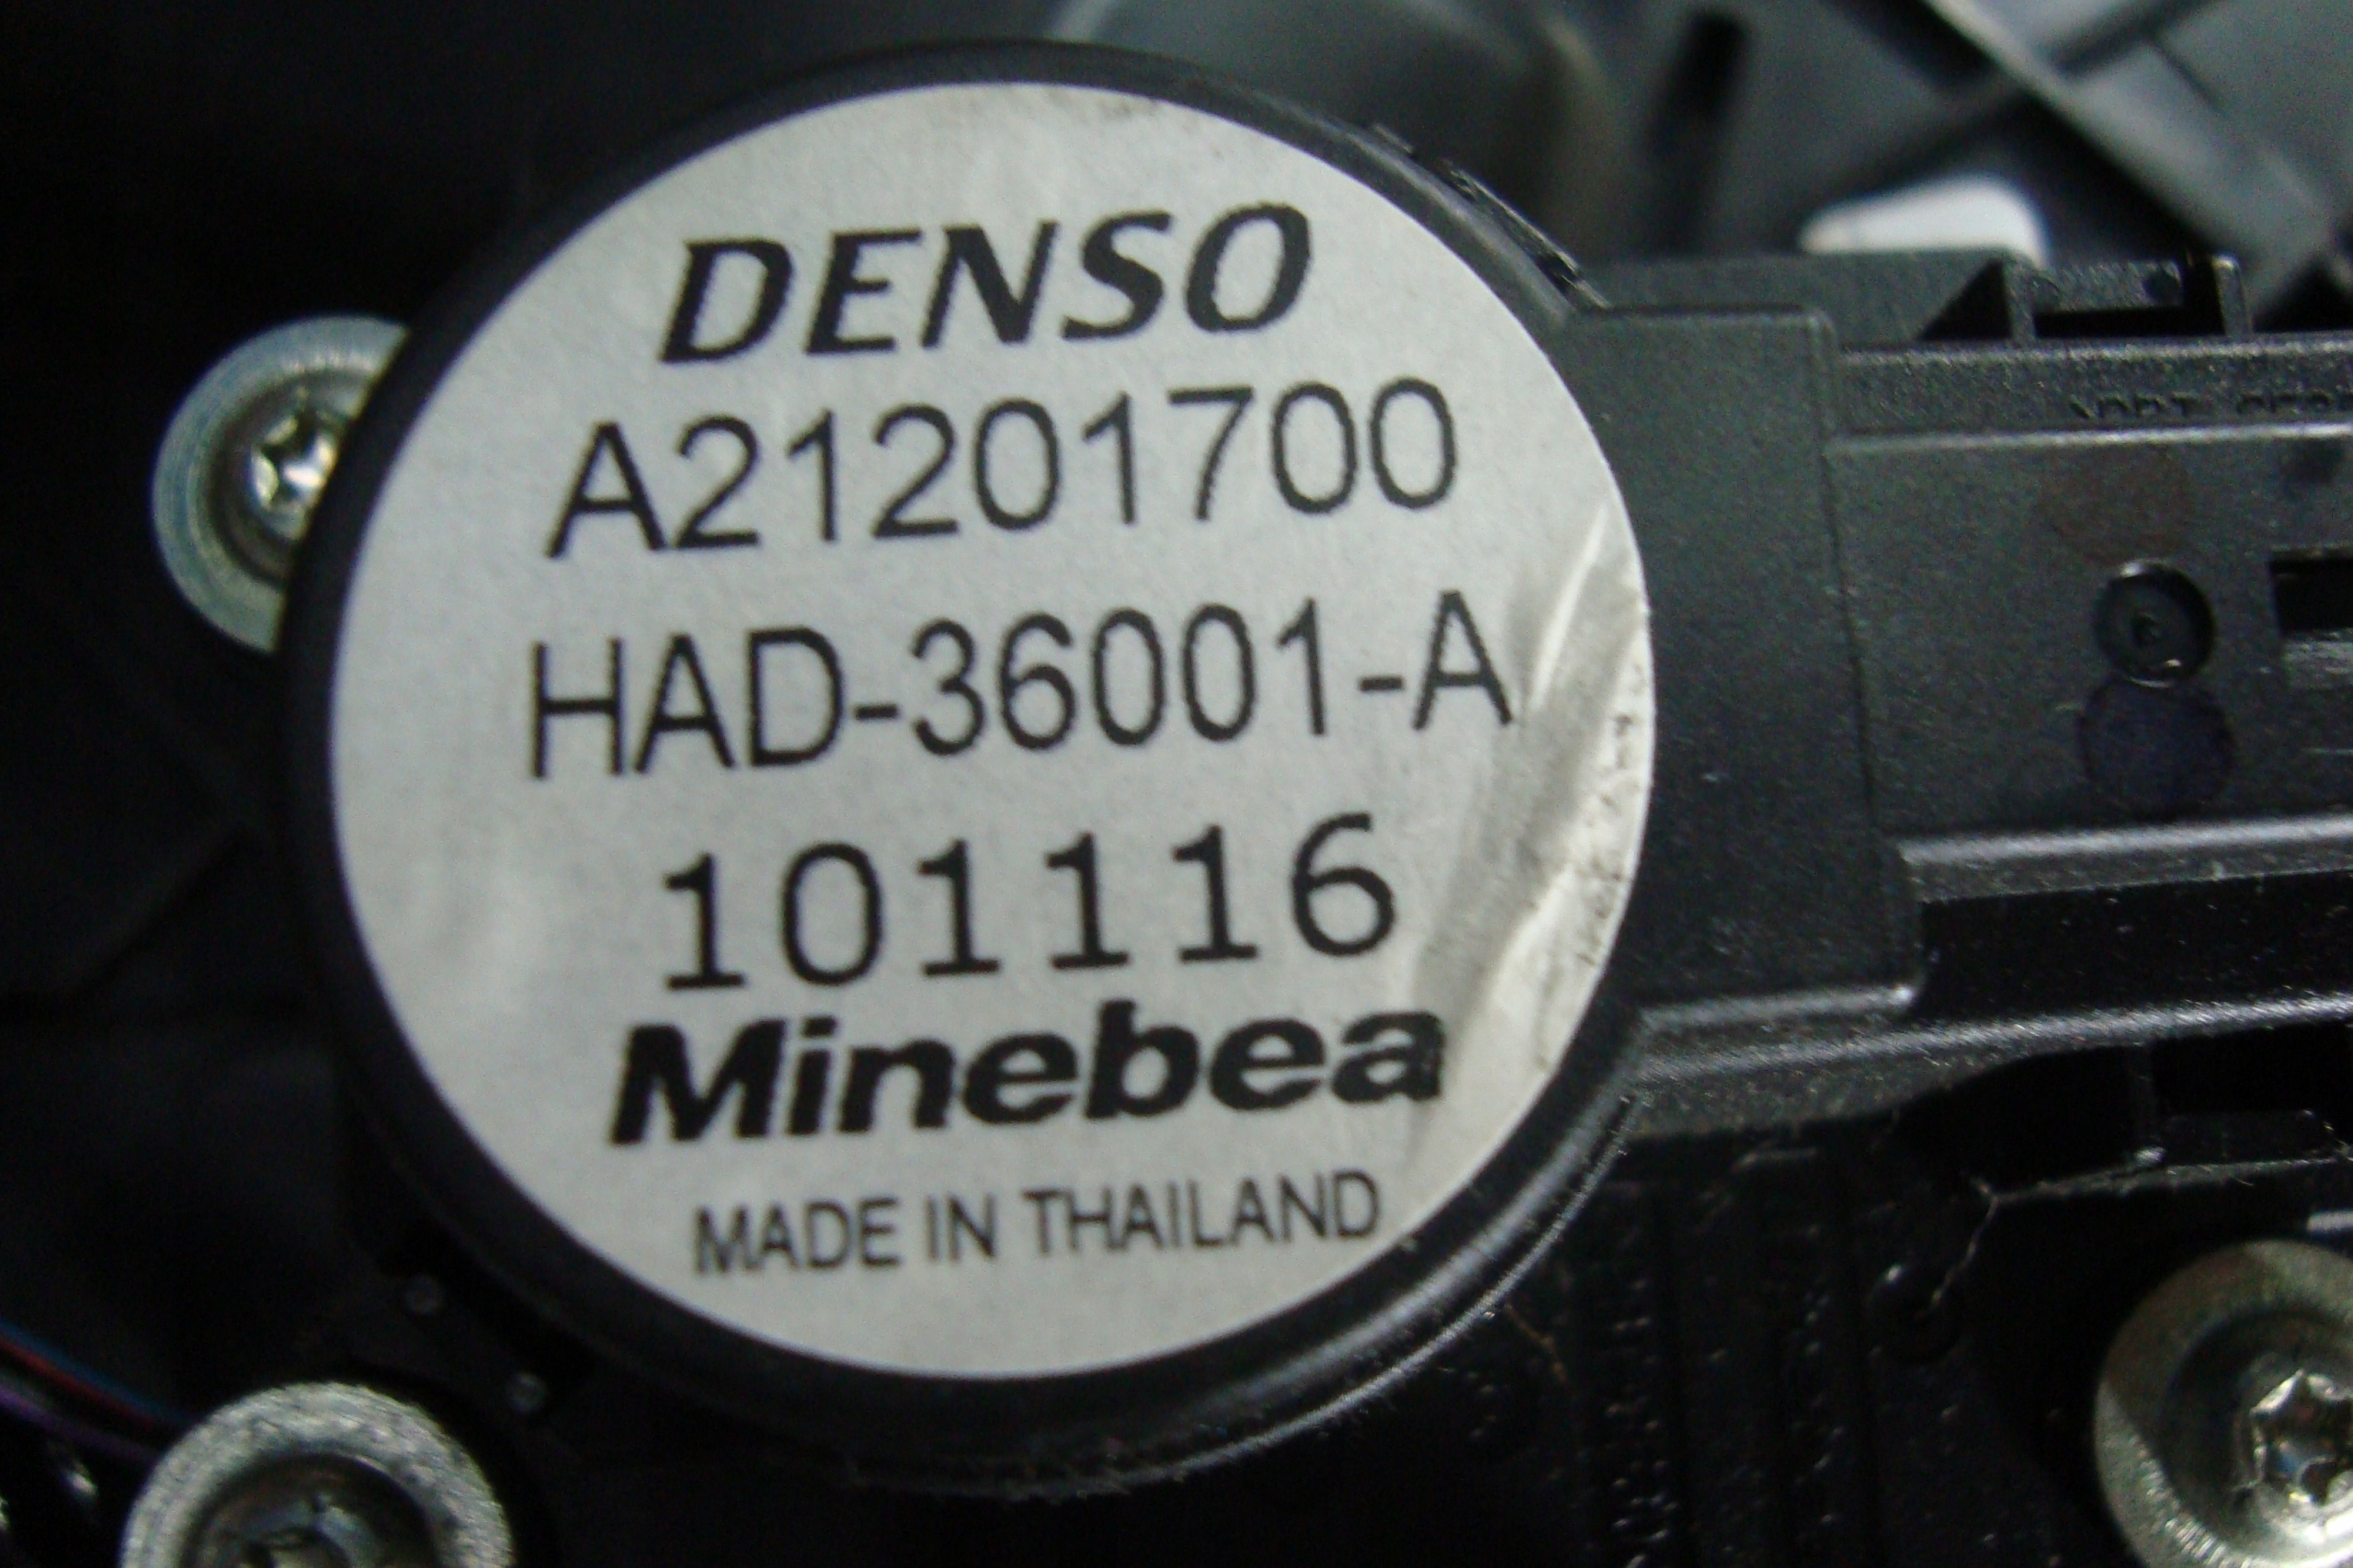 DENSO
A21201700
HAD-36001-A
101116
Minebea
MADE IN THAILAND